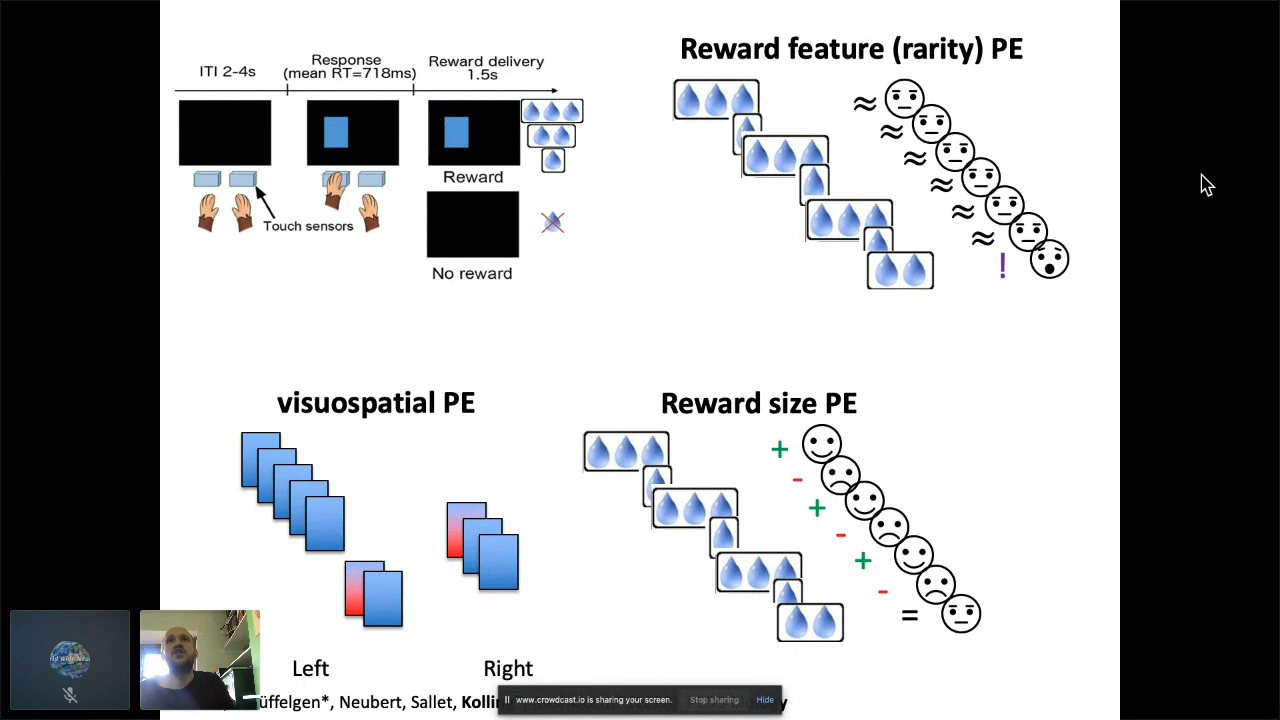 Reward feature (rarity) PE
ITI 2-4s
Response
(mean RT=718ms)
Reward delivery
1.5s
Reward
Touch sensors
No reward
≈
≈
≈
≈
≈
≈
!
visuospatial PE
Reward size PE
+
-
+
-
+
-
=
Left
Right
üffelgen*, Neubert, Sallet,
www.crowdcast.io is sharing your screen.
Stop sharing
Hide